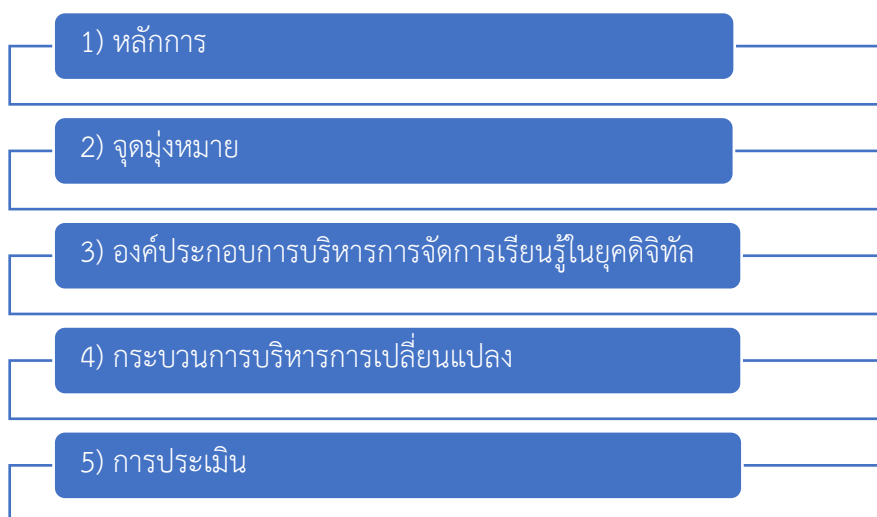 1) หลักการ
2) จุดมุ่งหมาย
3) องค์ประกอบการบริหารการจัดการเรียนรู้ในยุคดิจิทัล
4) กระบวนการบริหารการเปลี่ยนแปลง
5) การประเมิน